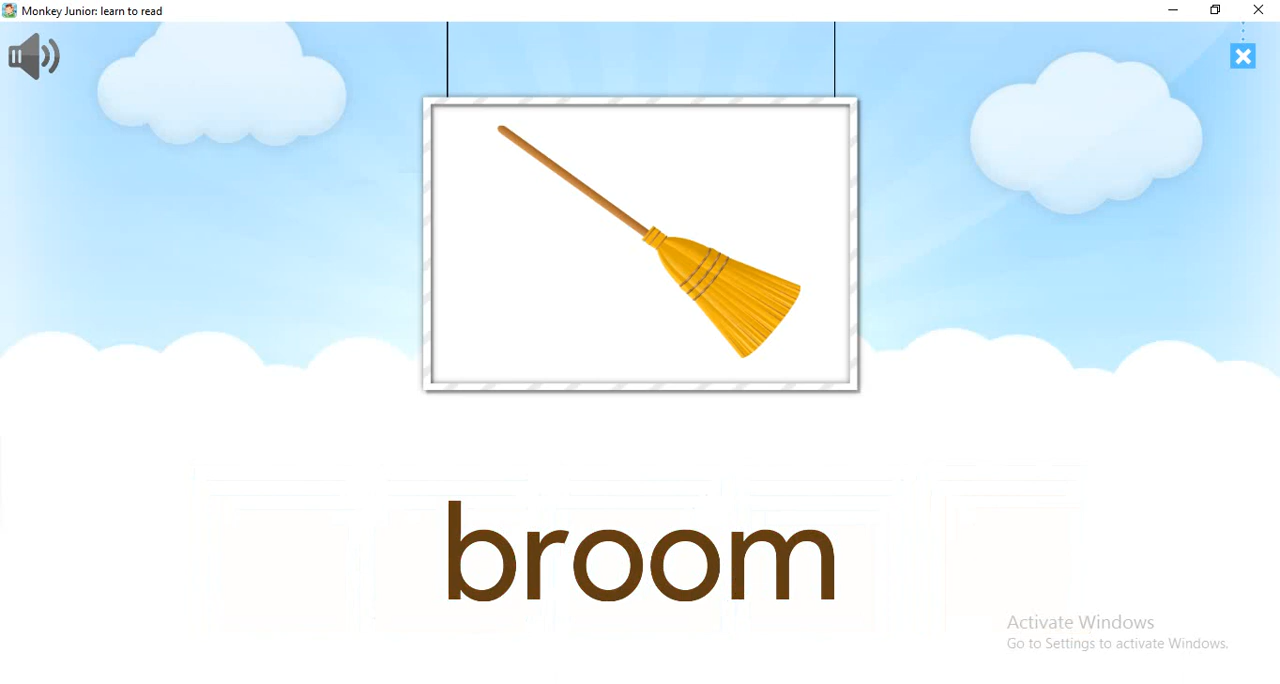 Monkey Junior: learn to read
broom
Activate Windows
Go to Settings to activate Windows.